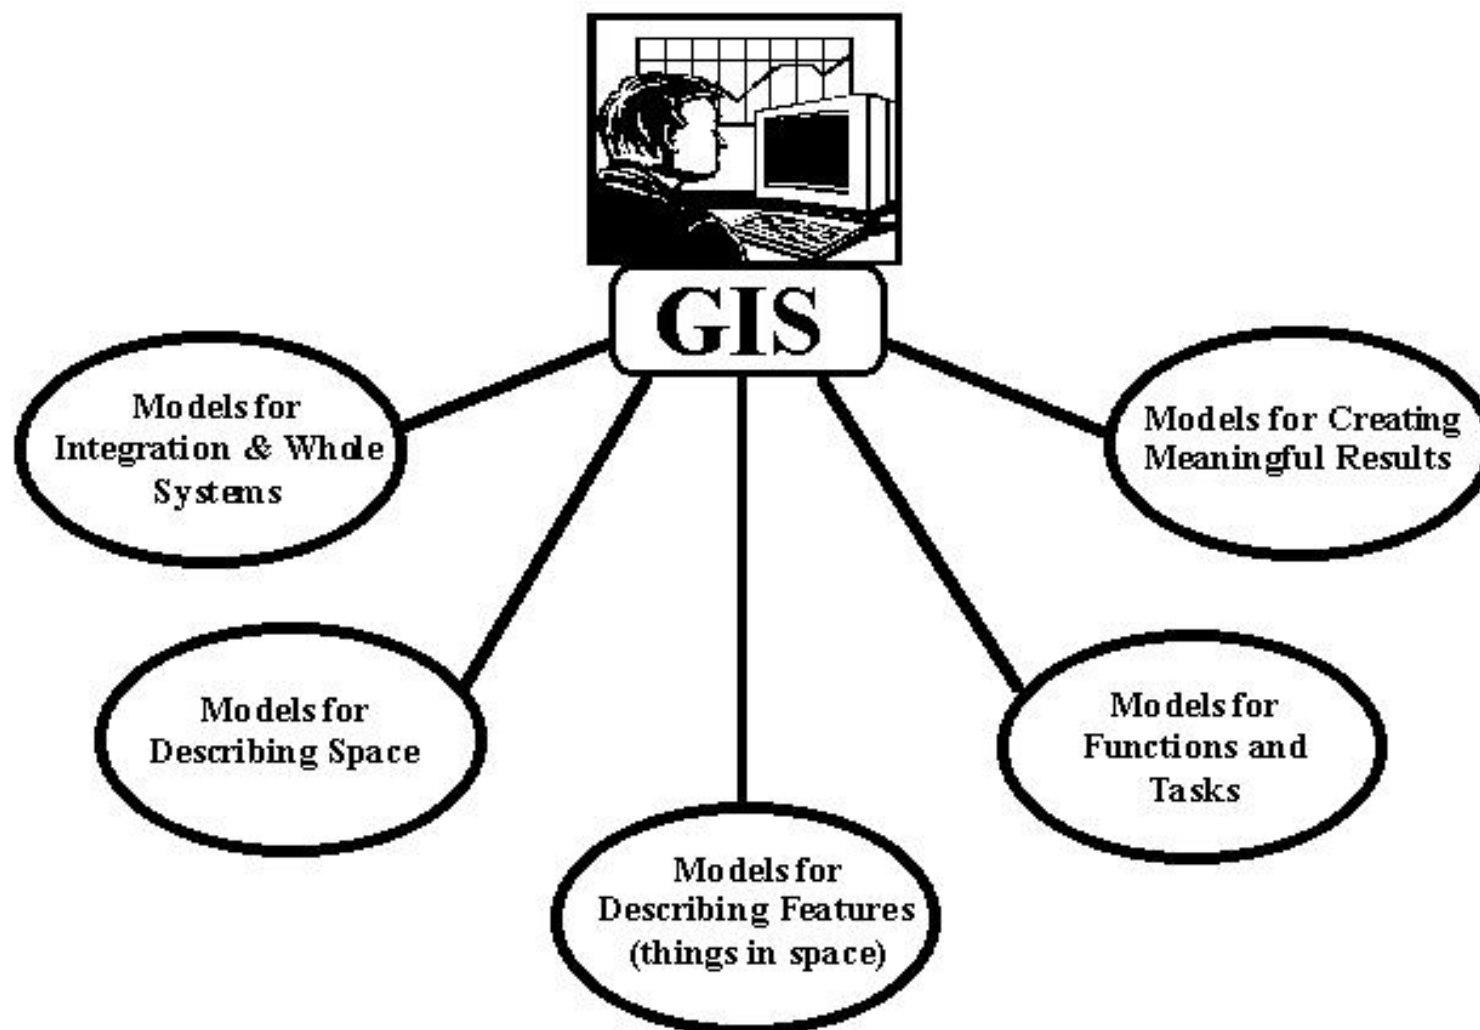 GIS
Models for
Integration & Whole
Systems
Models for Creating
Meaningful Results
Models for
Describing Space
Models for
Functions and
Tasks
Models for
Describing Features
(things in space)